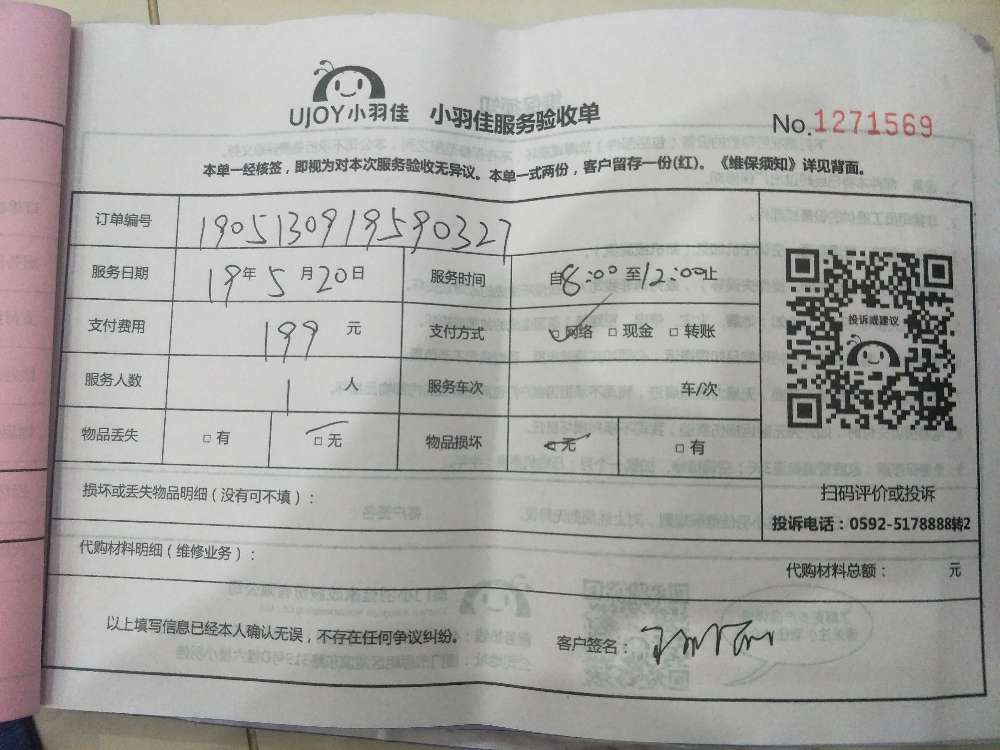 UJOY小羽佳 小羽佳服务验收单
No.1271569
本单一经核签，即视为对本次服务验收无异议。本单一式两份，客户留存一份(红)。《维保须知》详见背面。
订单编号 1905130919590327
服务日期 19年5月20日 服务时间 自8:00至12:00止
支付费用 199 元 支付方式 网络 □现金 □转账
服务人数 1 人 服务车次 车/次
物品丢失 □有 □无 物品损坏 无 □有
投诉或建议
扫码评价或投诉
投诉电话：0592-5178888转2
损坏或丢失物品明细（没有可不填）：
代购材料明细（维修业务）：
代购材料总额： 元
以上填写信息已经本人确认无误，不存在任何争议纠纷。
客户签名：